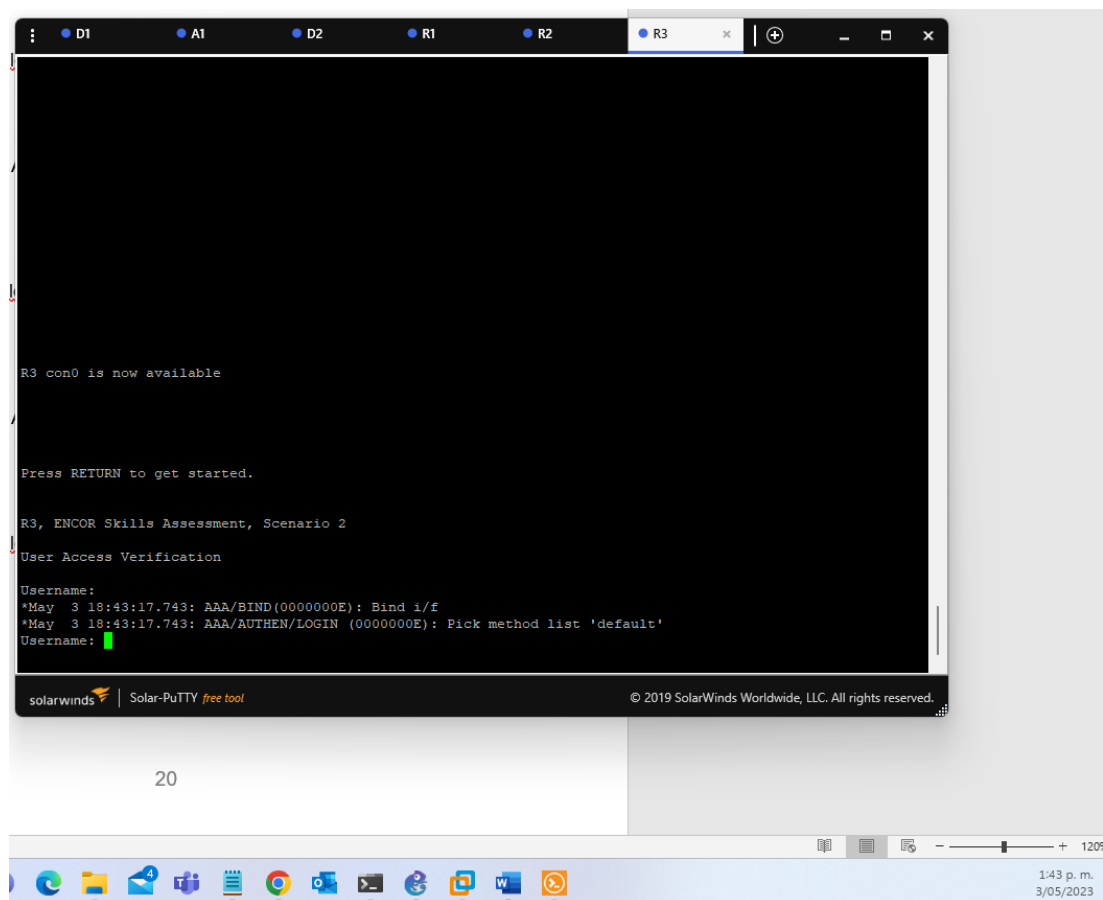 D1 A1 D2 R1 R2 R3
R3 con0 is now available
Press RETURN to get started.
R3, ENCOR Skills Assessment, Scenario 2
User Access Verification
Username:
*May  3 18:43:17.743: AAA/BIND(0000000E): Bind i/f
*May  3 18:43:17.743: AAA/AUTHEN/LOGIN (0000000E): Pick method list 'default'
Username:
solarwinds Solar-PuTTY free tool © 2019 SolarWinds Worldwide, LLC. All rights reserved.
20
4
1:43 p. m.
3/05/2023